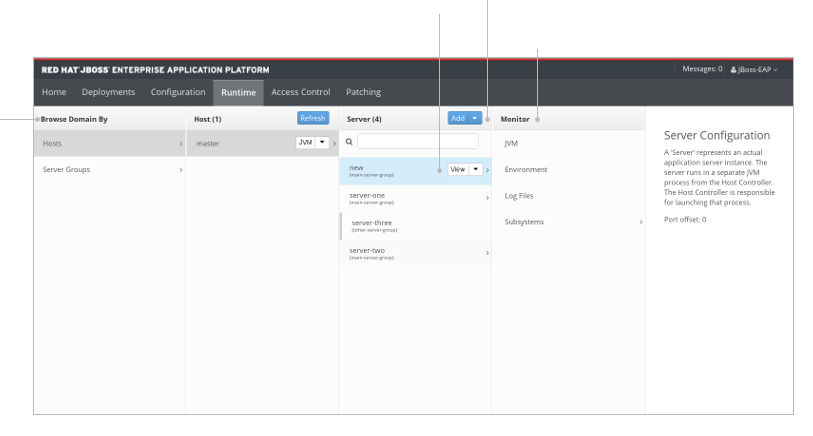 RED HAT JBOSS ENTERPRISE APPLICATION PLATFORM
Messages: 0 JBoss-EAP
Home Deployments Configuration Runtime Access Control Patching
Browse Domain By
Hosts
Server Groups
Host (1) Refresh
master JVM
Server (4) Add
new View
(main-server-group)
server-one
(main-server-group)
server-three
(other-server-group)
server-two
(main-server-group)
Monitor
JVM
Environment
Log Files
Subsystems
Server Configuration
A 'Server' represents an actual
application server instance. The
server runs in a separate JVM
process from the Host Controller.
The Host Controller is responsible
for launching that process.
Port offset: 0